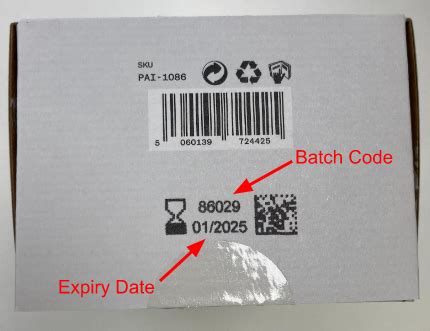 SKU
PAI-1086
5 060139 724425
Batch Code
86029
01/2025
Expiry Date